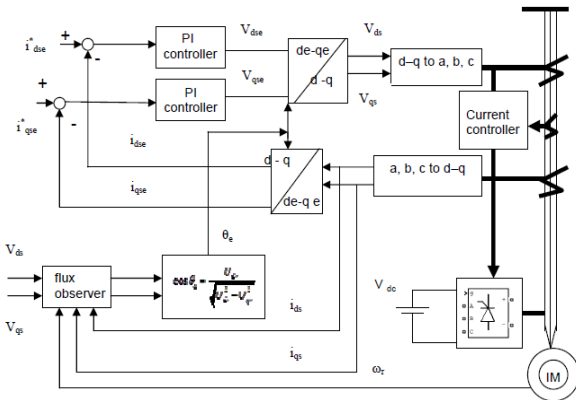 i*dse
+
-
PI
controller
Vdse
de-qe
d -q
Vds
d–q to a, b, c
i*qse
+
-
PI
controller
Vqse
Vqs
Current
controller
idse
d - q
de-q e
a, b, c to d–q
iqse
θe
Vds
flux
observer
Vqs
ids
iqs
ωr
V dc
g
A
B
C
+
-
IM